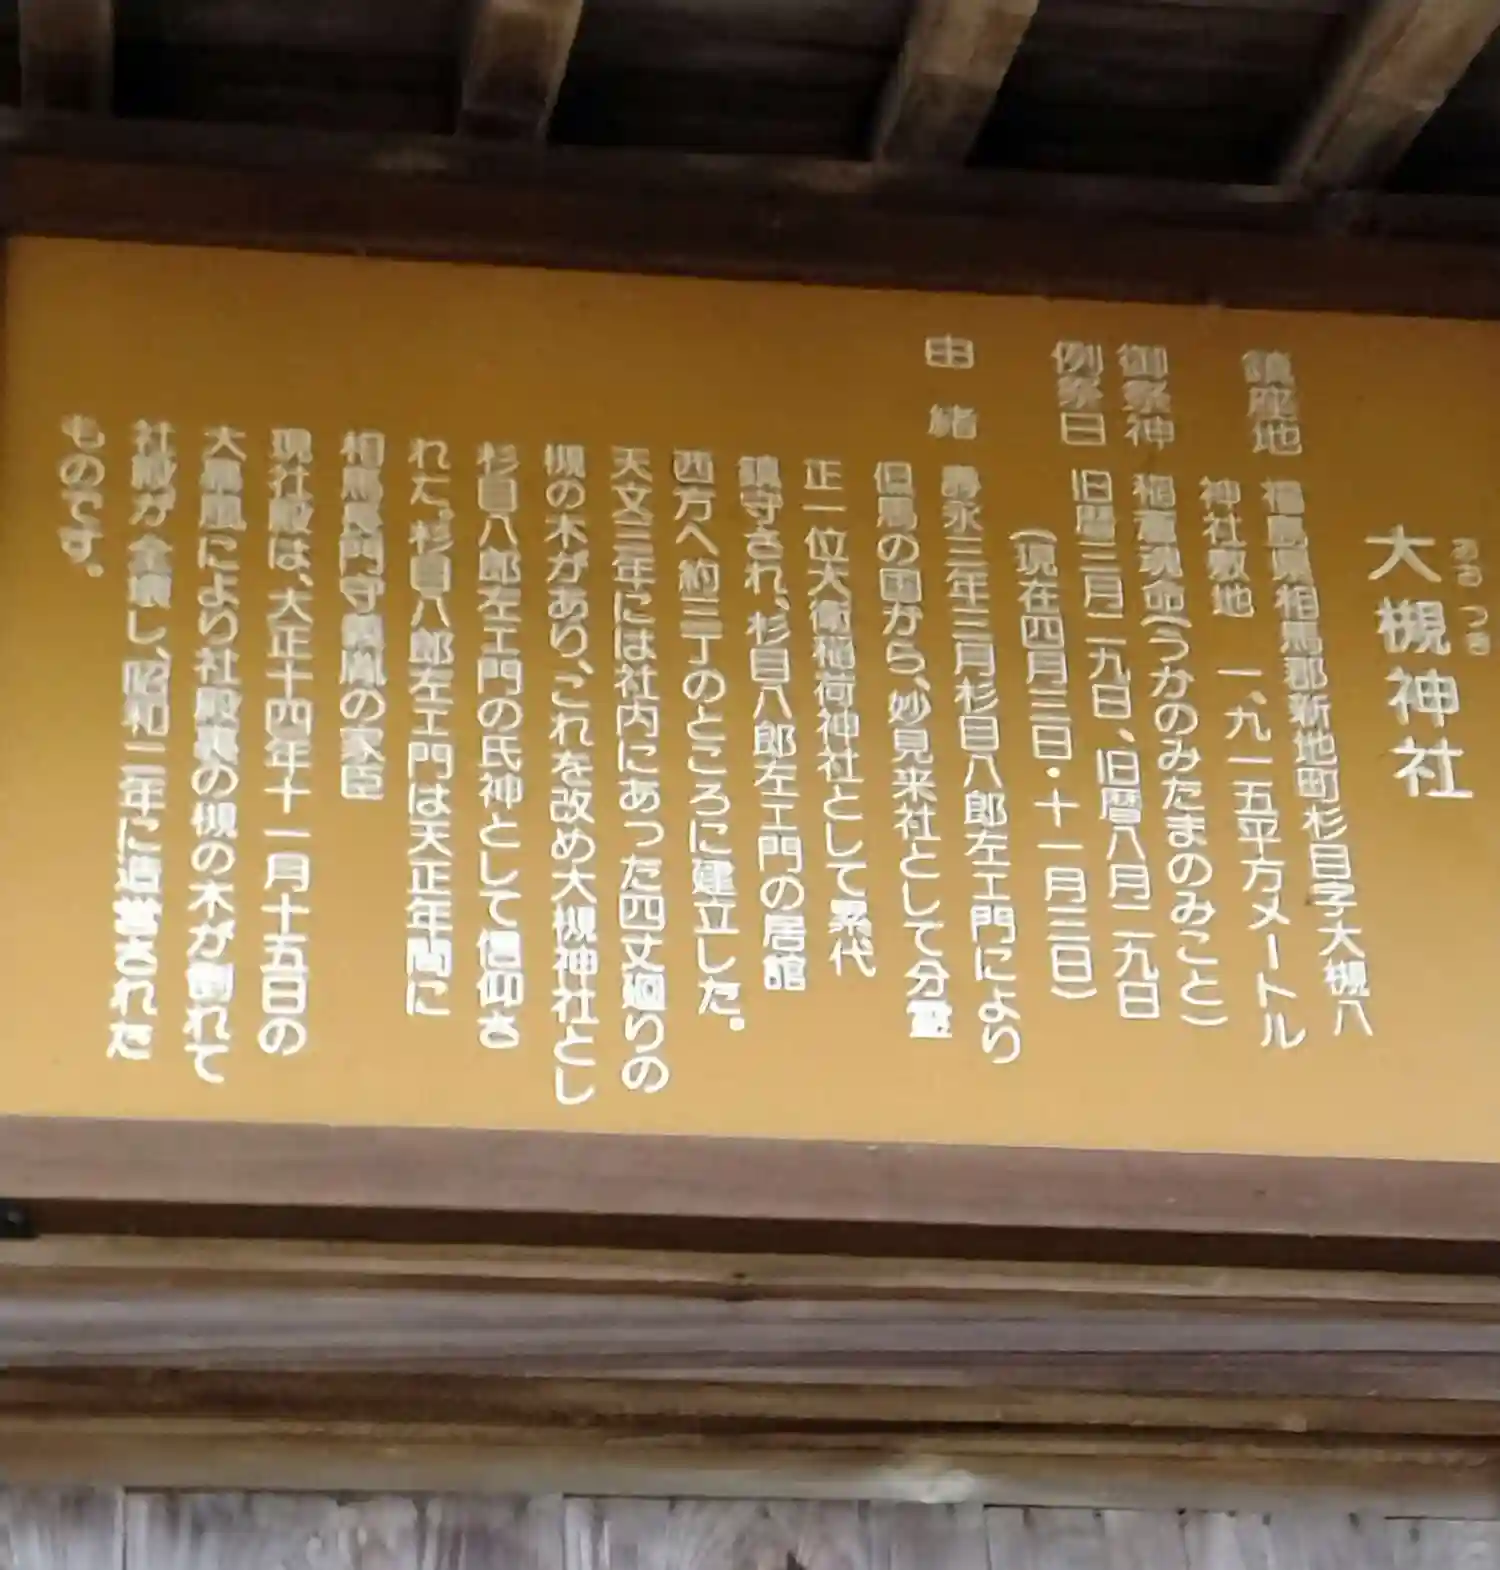 大槻神社
おおつき
鎮座地　福島県相馬郡新地町杉目字大槻八
神社敷地　一、九一五平方メートル
御祭神　稲蒼魂命(うかのみたまのみこと)
例祭日　旧暦三月二九日、旧暦八月二九日
(現在四月三日・十一月三日)
由緒　壽永三年三月杉目八郎左エ門により
但馬の国から、妙見来社として分霊
正一位大衛稲荷神社として累代
鎮守され、杉目八郎左エ門の居館
西方へ約三丁のところに建立した。
天文三年には社内にあった四丈廻りの
槻の木があり、これを改め大槻神社とし
杉目八郎左エ門の氏神として信仰さ
れた。杉目八郎左エ門は天正年間に
相馬長門守義胤の家臣
現社殿は、大正十四年十一月十五日の
大暴風により社殿裏の槻の木が倒れて
社殿が全壊し、昭和二年に造営された
ものです。